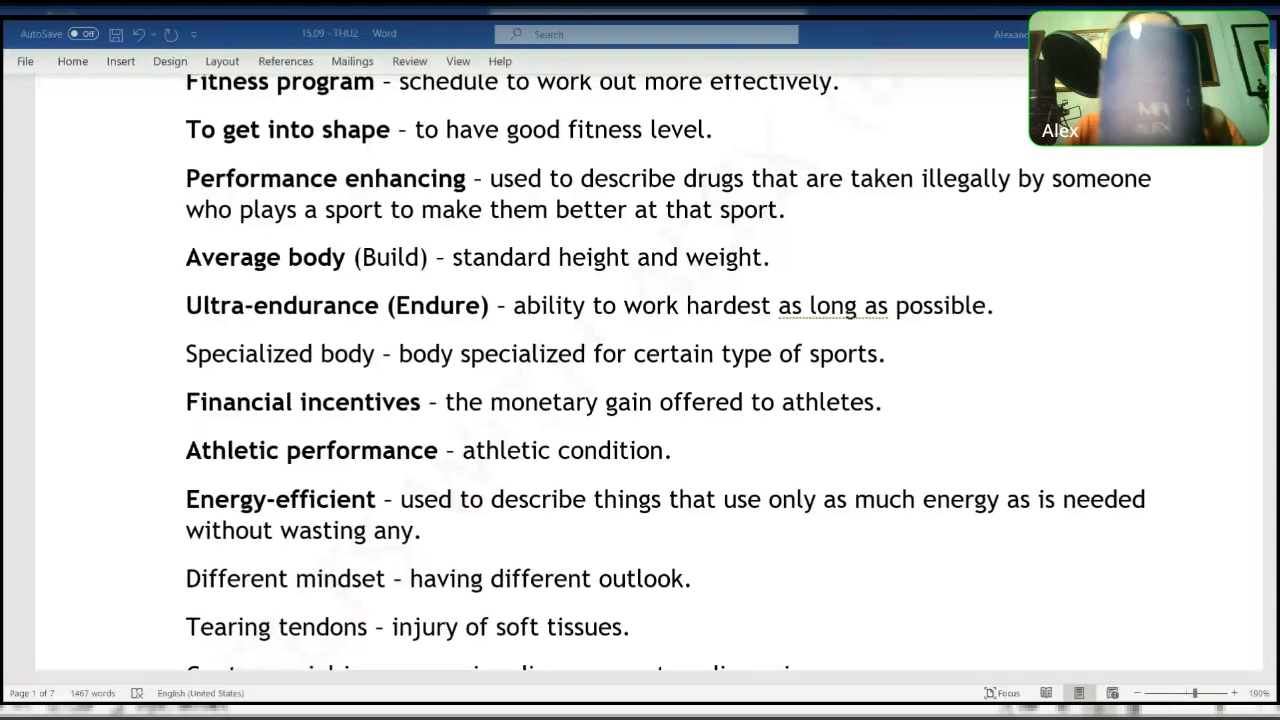 AutoSave Off 15.09 - THU2 - Word Search
File Home Insert Design Layout References Mailings Review View Help
Alex
Fitness program – schedule to work out more effectively.
To get into shape – to have good fitness level.
Performance enhancing – used to describe drugs that are taken illegally by someone
who plays a sport to make them better at that sport.
Average body (Build) – standard height and weight.
Ultra-endurance (Endure) – ability to work hardest as long as possible.
Specialized body – body specialized for certain type of sports.
Financial incentives – the monetary gain offered to athletes.
Athletic performance – athletic condition.
Energy-efficient – used to describe things that use only as much energy as is needed
without wasting any.
Different mindset – having different outlook.
Tearing tendons – injury of soft tissues.
Page 1 of 7 1467 words English (United States) Focus 190%